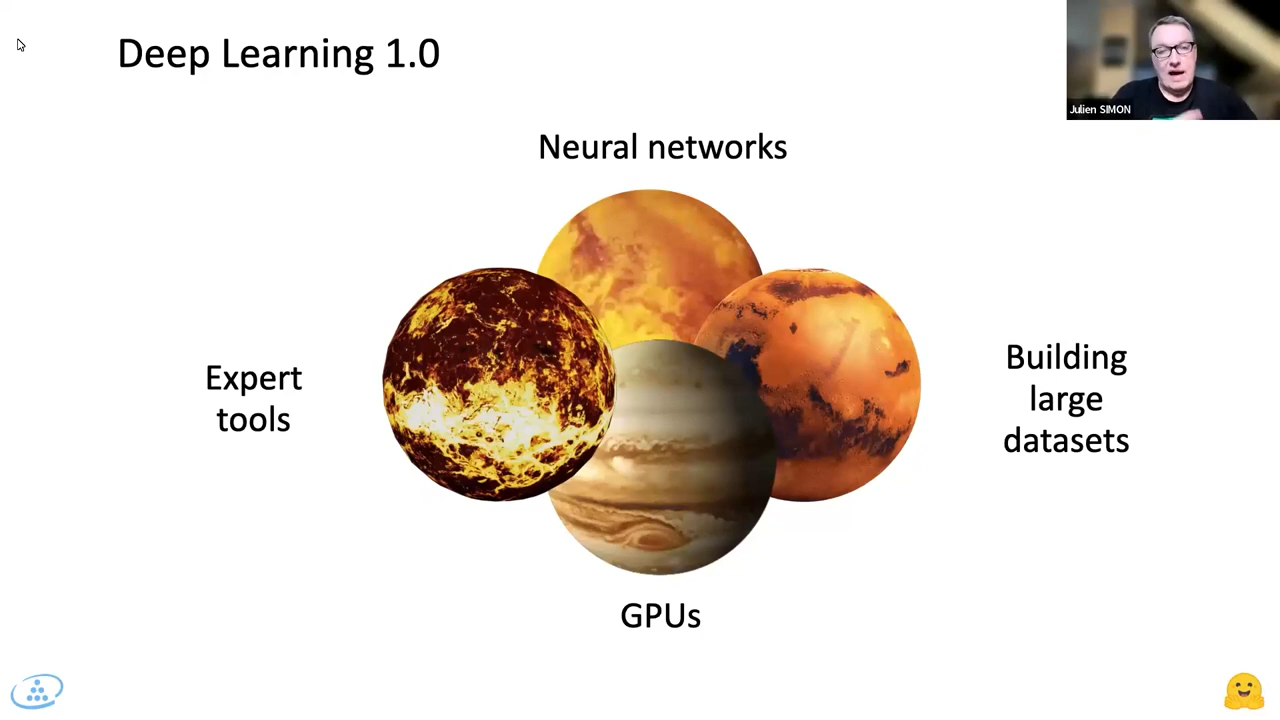 Deep Learning 1.0
Julien SIMON
Neural networks
Expert
tools
Building
large
datasets
GPUs